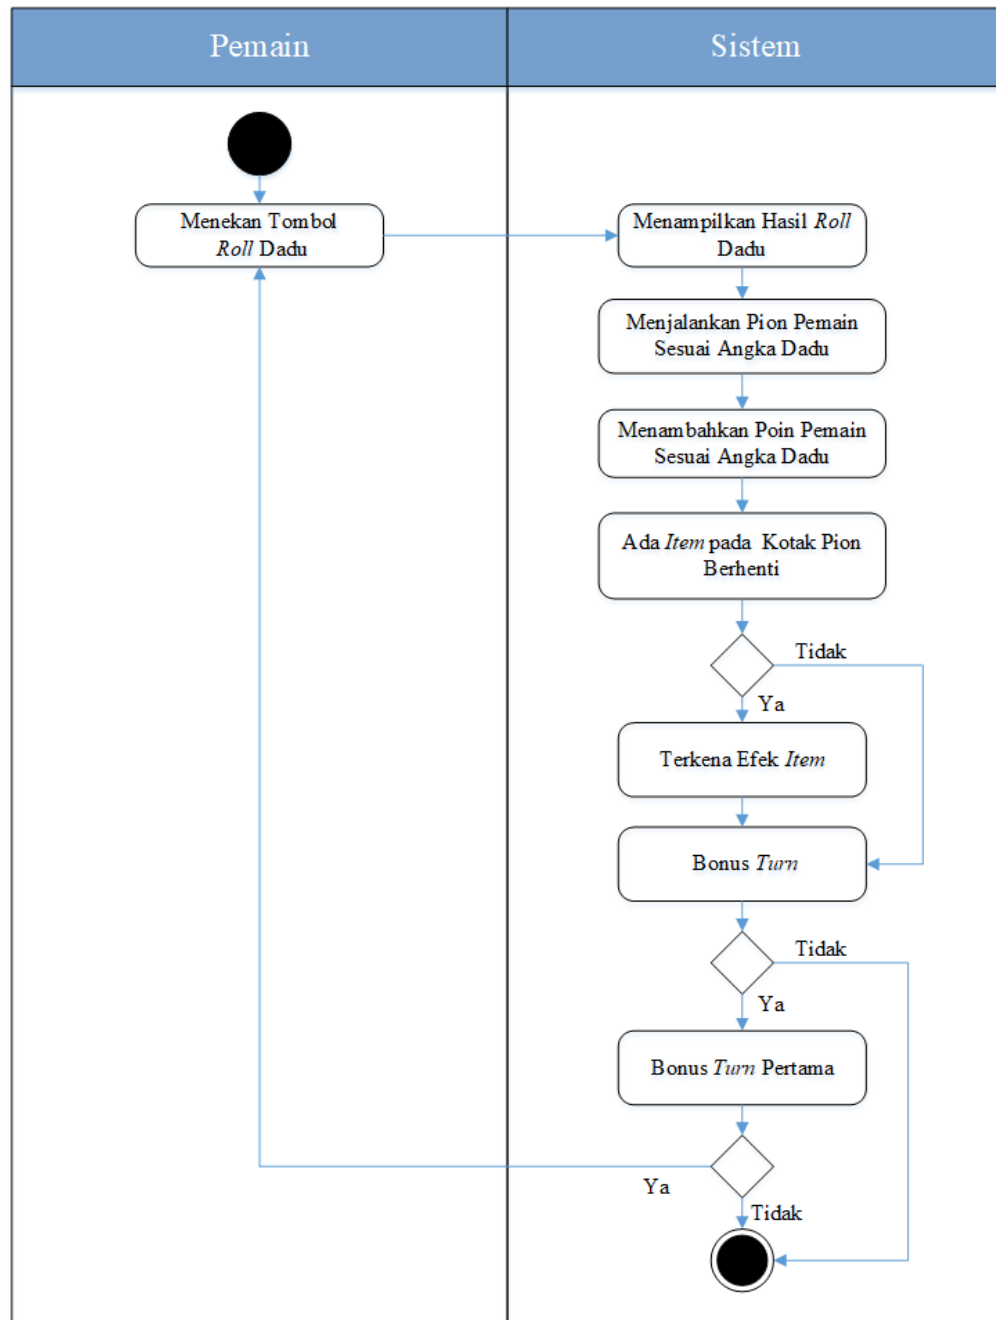 Pemain
Sistem
Menekan Tombol
Roll Dadu
Menampilkan Hasil Roll
Dadu
Menjalankan Pion Pemain
Sesuai Angka Dadu
Menambahkan Poin Pemain
Sesuai Angka Dadu
Ada Item pada Kotak Pion
Berhenti
Tidak
Ya
Terkena Efek Item
Bonus Turn
Tidak
Ya
Bonus Turn Pertama
Ya
Tidak